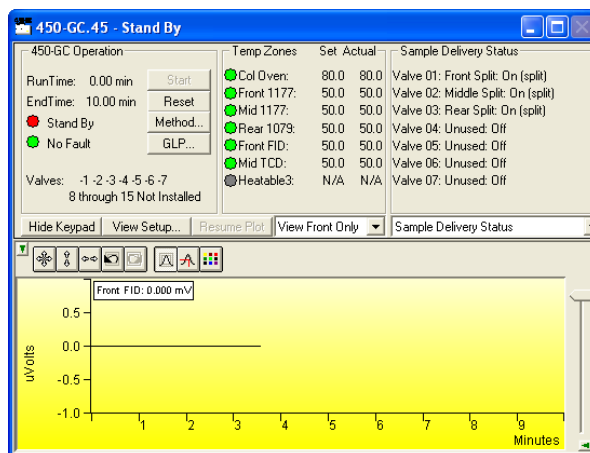 450-GC.45 - Stand By
450-GC Operation
RunTime: 0.00 min
Start
EndTime: 10.00 min
Reset
Stand By
Method...
No Fault
GLP...
Valves: -1 -2 -3 -4 -5 -6 -7
8 through 15 Not Installed
Temp Zones Set Actual
Col Oven: 80.0 80.0
Front 1177: 50.0 50.0
Mid 1177: 50.0 50.0
Rear 1079: 50.0 50.0
Front FID: 50.0 50.0
Mid TCD: 50.0 50.0
Heatable3: N/A N/A
Sample Delivery Status
Valve 01: Front Split: On (split)
Valve 02: Middle Split: On (split)
Valve 03: Rear Split: On (split)
Valve 04: Unused: Off
Valve 05: Unused: Off
Valve 06: Unused: Off
Valve 07: Unused: Off
Hide Keypad View Setup... Resume Plot View Front Only Sample Delivery Status
Front FID: 0.000 mV
0.5
0.0
-0.5
-1.0
uVolts
1 2 3 4 5 6 7 8 9
Minutes